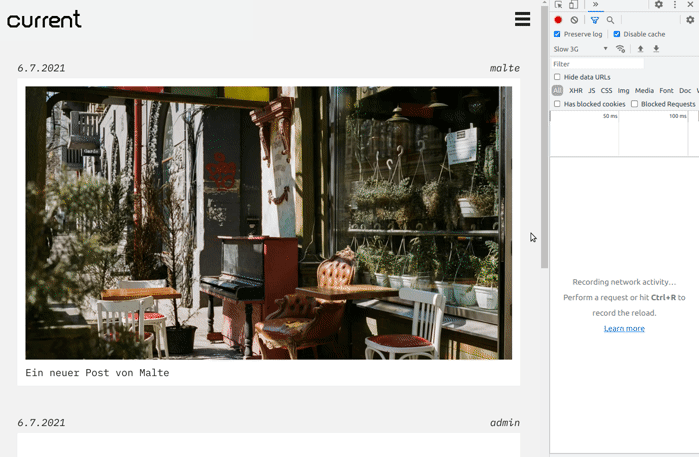 current
6.7.2021 malte
Ein neuer Post von Malte
6.7.2021 admin
»
Preserve log Disable cache
Slow 3G
Filter
Hide data URLs
All XHR JS CSS Img Media Font Doc
Has blocked cookies Blocked Requests
50 ms 100 ms
Recording network activity…
Perform a request or hit Ctrl+R to
record the reload.
Learn more